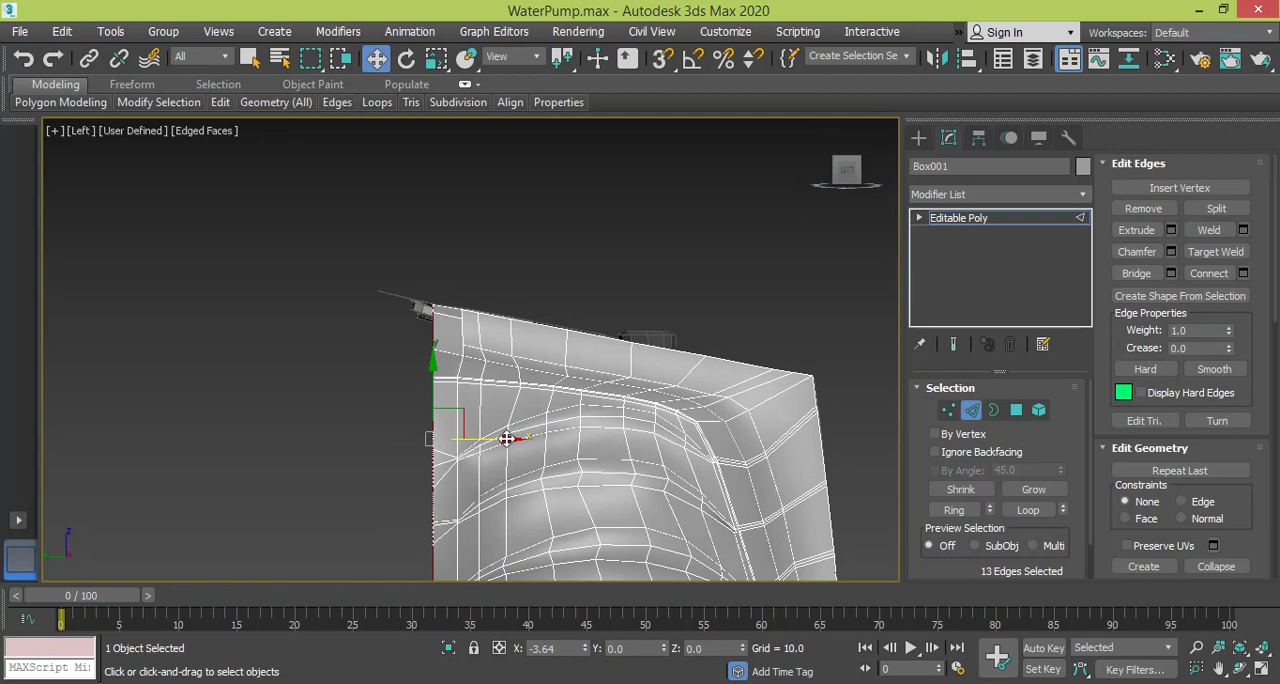 WaterPump.max - Autodesk 3ds Max 2020
File Edit Tools Group Views Create Modifiers Animation Graph Editors Rendering Civil View Customize Scripting Interactive » Sign In Workspaces: Default
All View Create Selection Se
Modeling Freeform Selection Object Paint Populate
Polygon Modeling Modify Selection Edit Geometry (All) Edges Loops Tris Subdivision Align Properties
[+] [Left] [User Defined] [Edged Faces]
Box001
Modifier List
Editable Poly
Selection
By Vertex
Ignore Backfacing
By Angle: 45.0
Shrink Grow
Ring Loop
Preview Selection
Off SubObj Multi
13 Edges Selected
Edit Edges
Insert Vertex
Remove Split
Extrude Weld
Chamfer Target Weld
Bridge Connect
Create Shape From Selection
Edge Properties
Weight: 1.0
Crease: 0.0
Hard Smooth
Display Hard Edges
Edit Tri. Turn
Edit Geometry
Repeat Last
Constraints
None Edge
Face Normal
Preserve UVs
Create Collapse
0 / 100
0 5 10 15 20 25 30 35 40 45 50 55 60 65 70 75 80 85 90 95 100
1 Object Selected X: -3.64 Y: 0.0 Z: 0.0 Grid = 10.0 Auto Key Selected
MAXScript Mi: Click or click-and-drag to select objects Add Time Tag 0 Set Key Key Filters...